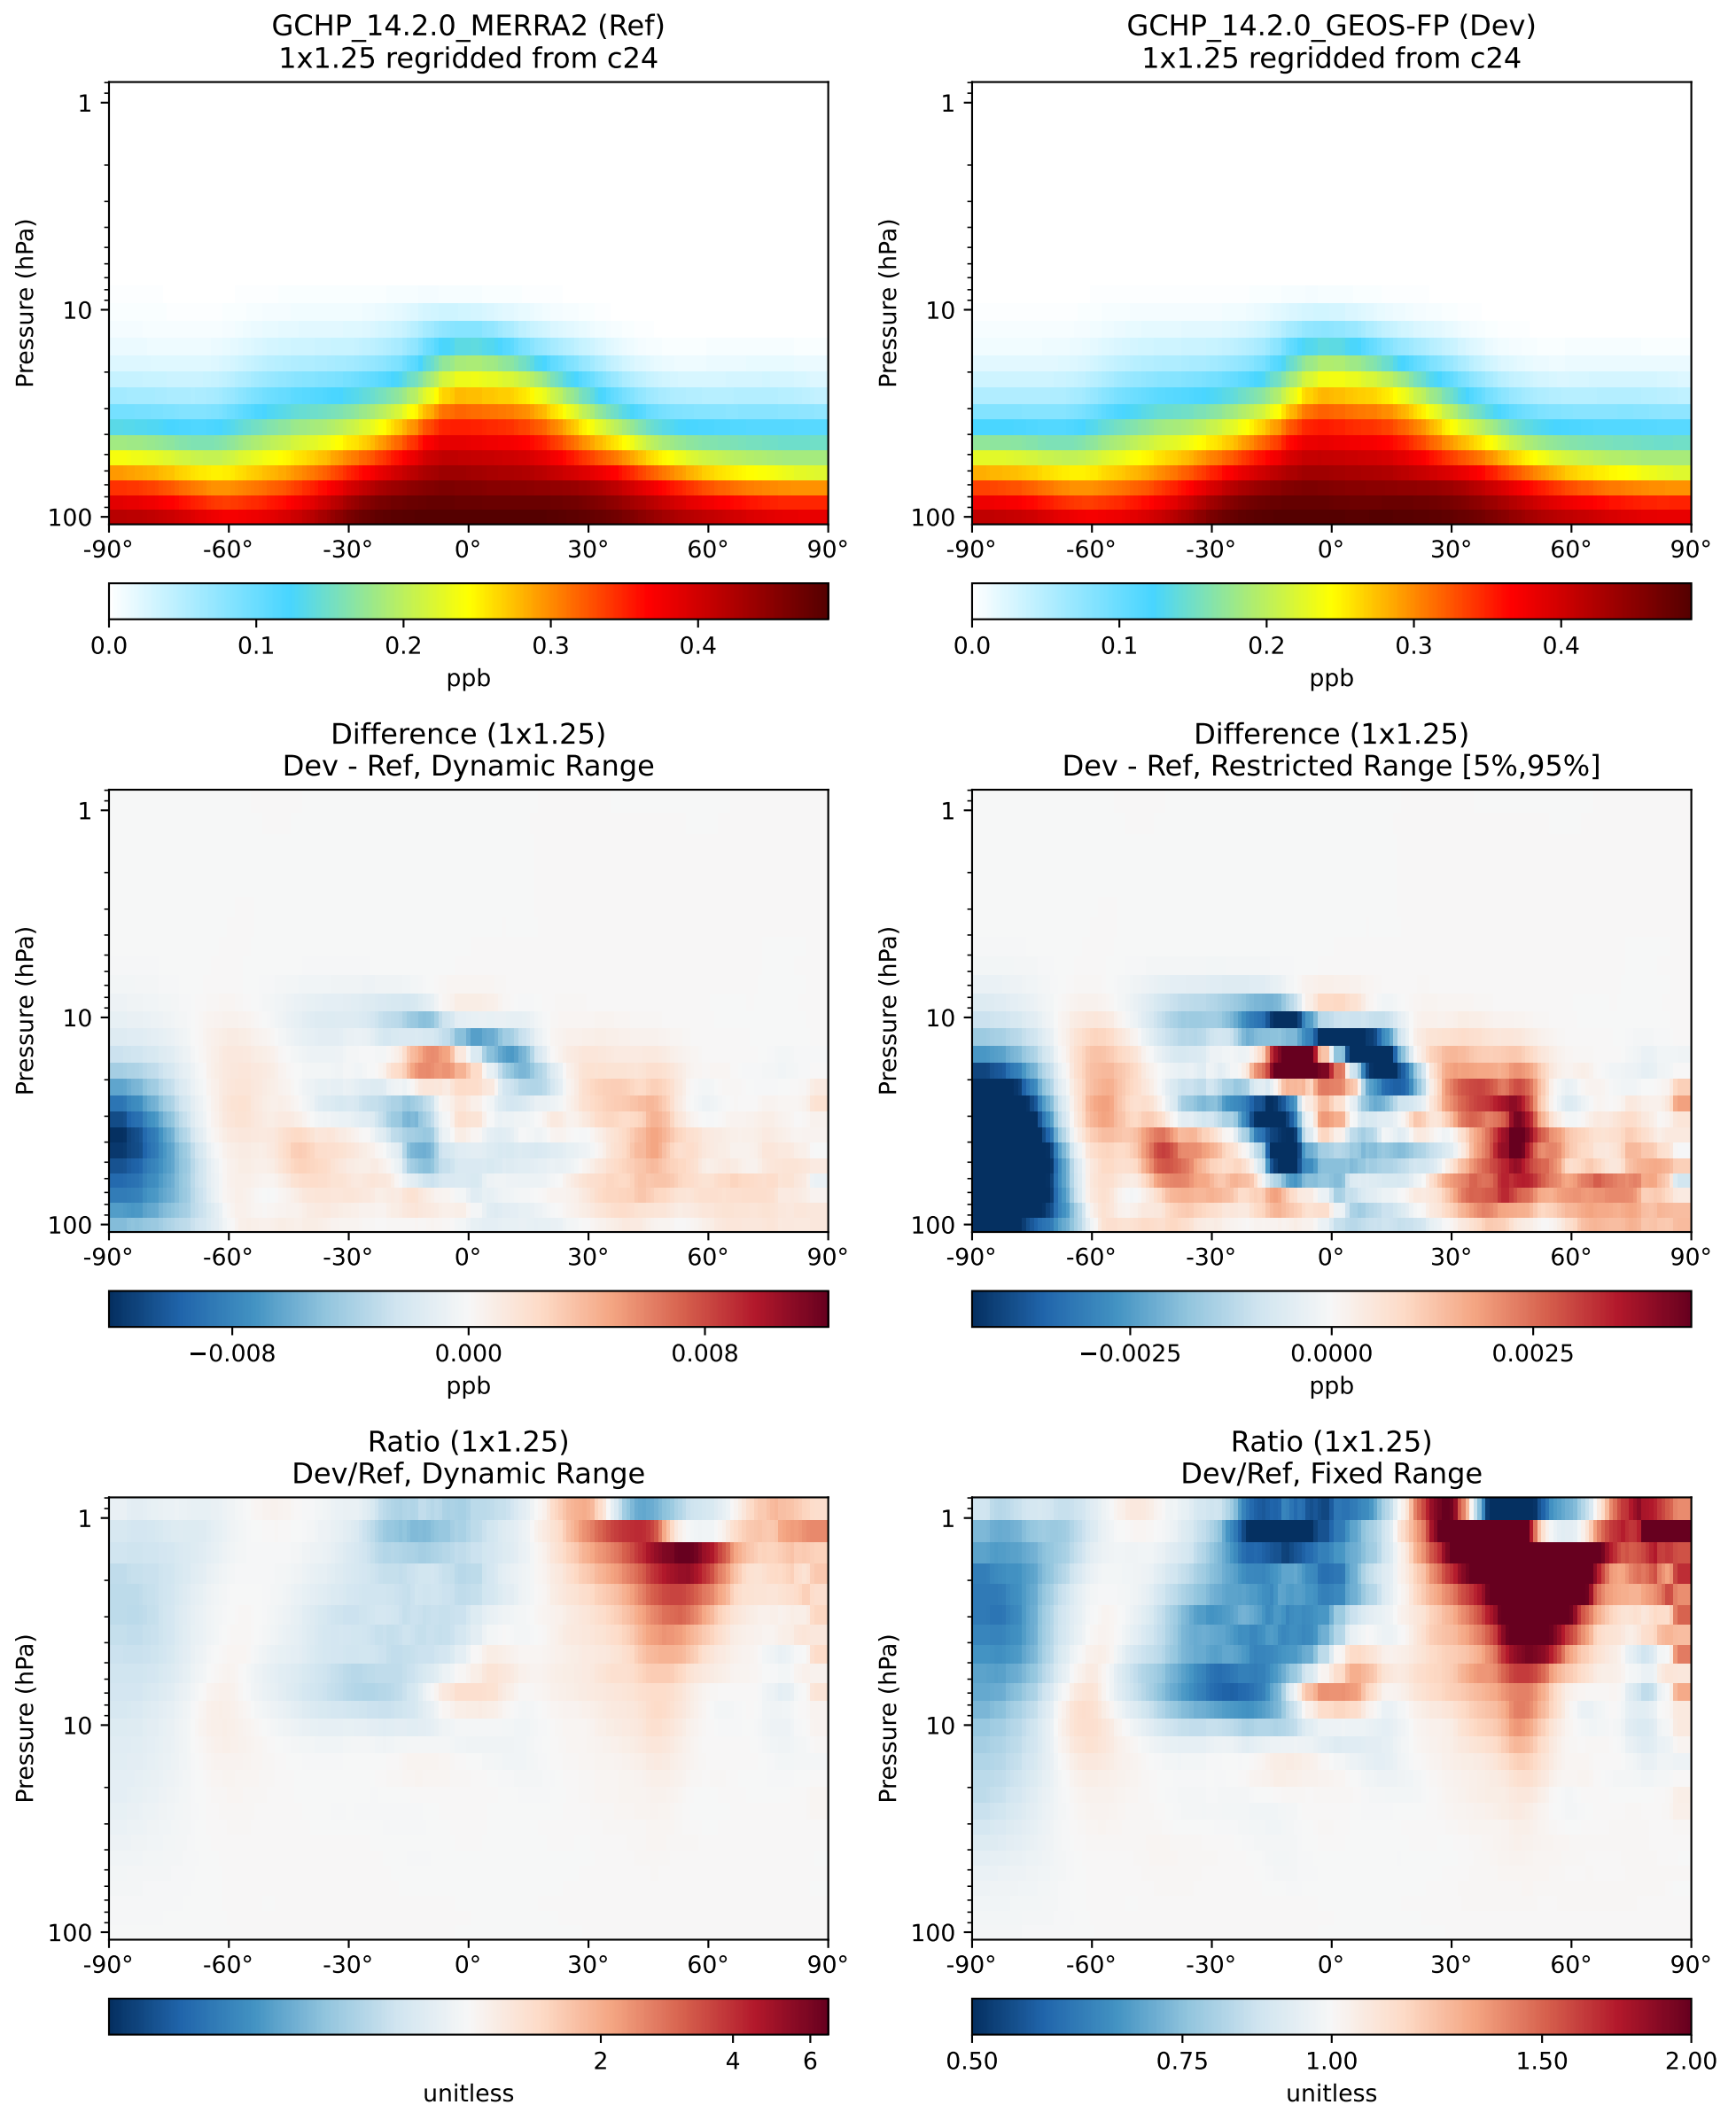 GCHP_14.2.0_MERRA2 (Ref)
1x1.25 regridded from c24
Pressure (hPa)
1
10
100
-90° -60° -30° 0° 30° 60° 90°
0.0 0.1 0.2 0.3 0.4
ppb
GCHP_14.2.0_GEOS-FP (Dev)
1x1.25 regridded from c24
Pressure (hPa)
1
10
100
-90° -60° -30° 0° 30° 60° 90°
0.0 0.1 0.2 0.3 0.4
ppb
Difference (1x1.25)
Dev - Ref, Dynamic Range
Pressure (hPa)
1
10
100
-90° -60° -30° 0° 30° 60° 90°
−0.008 0.000 0.008
ppb
Difference (1x1.25)
Dev - Ref, Restricted Range [5%,95%]
Pressure (hPa)
1
10
100
-90° -60° -30° 0° 30° 60° 90°
−0.0025 0.0000 0.0025
ppb
Ratio (1x1.25)
Dev/Ref, Dynamic Range
Pressure (hPa)
1
10
100
-90° -60° -30° 0° 30° 60° 90°
2 4 6
unitless
Ratio (1x1.25)
Dev/Ref, Fixed Range
Pressure (hPa)
1
10
100
-90° -60° -30° 0° 30° 60° 90°
0.50 0.75 1.00 1.50 2.00
unitless